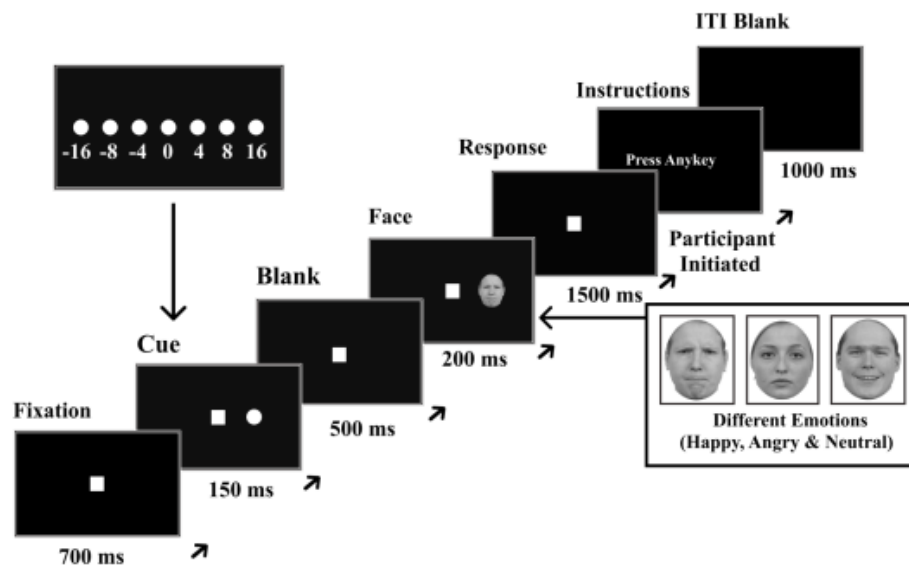 ITI Blank
Instructions
Press Anykey
1000 ms
Response
Participant
Initiated
-16 -8 -4 0 4 8 16
Face
1500 ms
Blank
200 ms
Cue
500 ms
Different Emotions
(Happy, Angry & Neutral)
Fixation
150 ms
700 ms